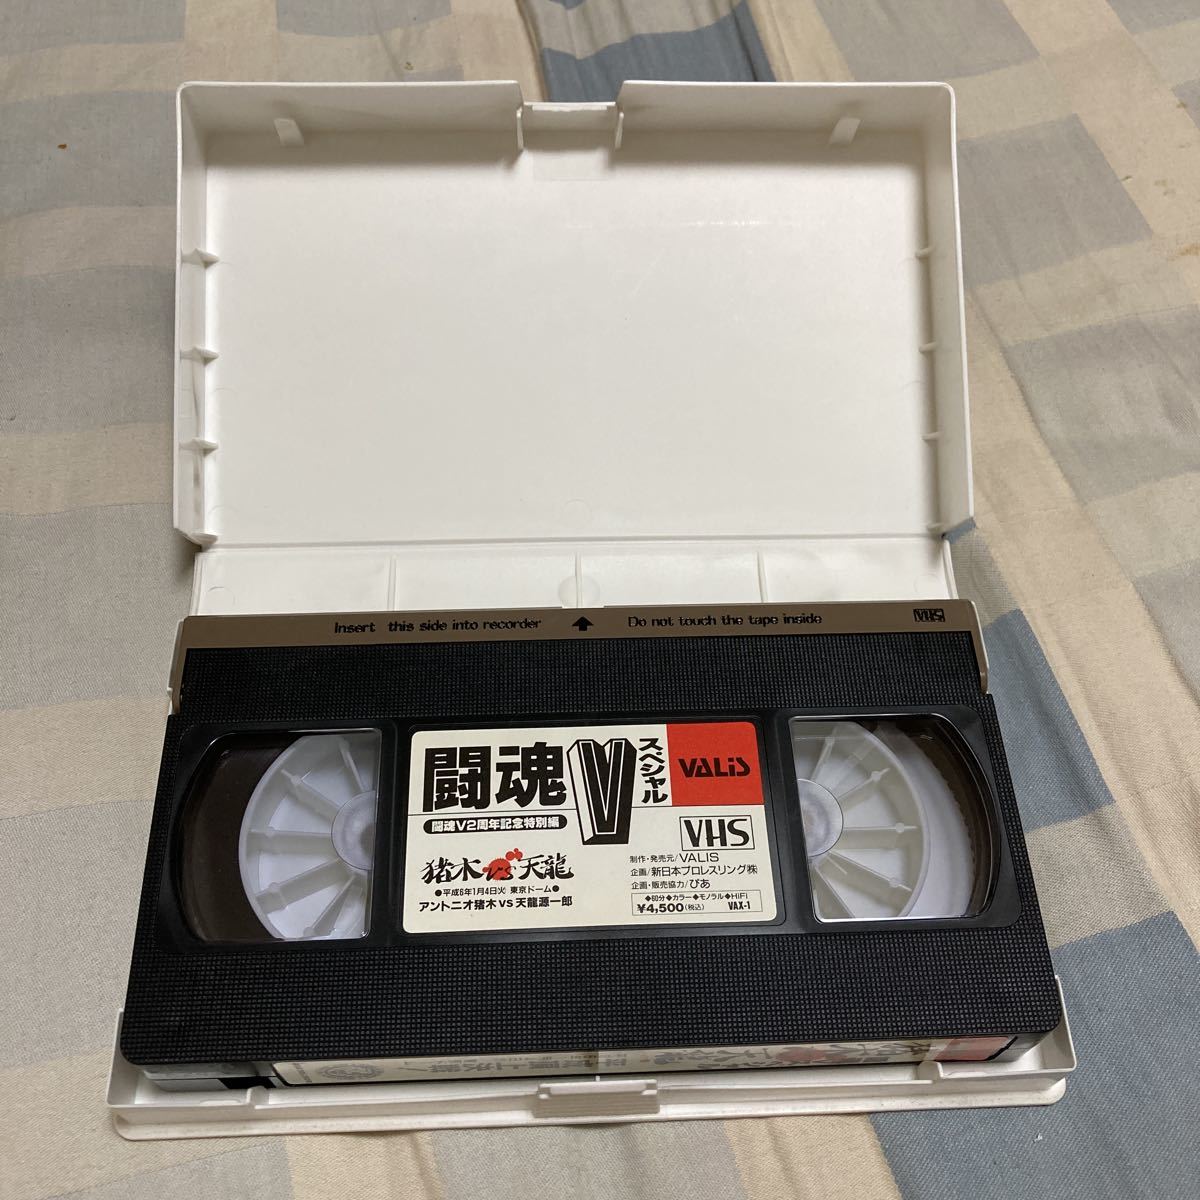 Insert this side into recorder
Do not touch the tape inside
VHS
闘魂V
スペシャル
VALiS
闘魂V2周年記念特別編
VHS
猪木vs天龍
●平成6年1月4日火 東京ドーム●
アントニオ猪木 vs 天龍源一郎
制作・発売元/VALIS
企画/新日本プロレスリング㈱
企画・販売協力/ぴあ
◆60分◆カラー◆モノラル◆HiFi
¥4,500(税込) VAX-1